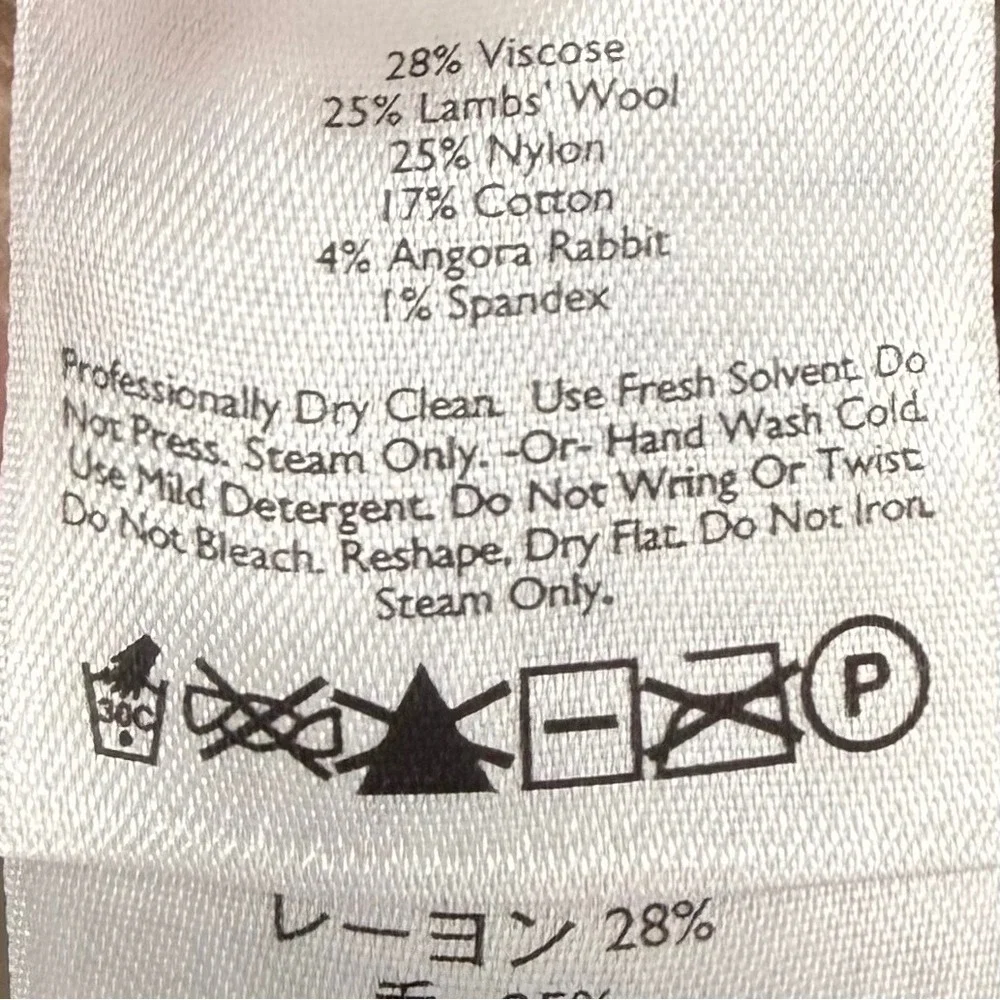 28% Viscose
25% Lambs' Wool
25% Nylon
17% Cotton
4% Angora Rabbit
1% Spandex
Professionally Dry Clean. Use Fresh Solvent. Do
Not Press. Steam Only. -Or- Hand Wash Cold.
Use Mild Detergent. Do Not Wring Or Twist.
Do Not Bleach. Reshape. Dry Flat. Do Not Iron.
Steam Only.
30C
P
レーヨン 28%